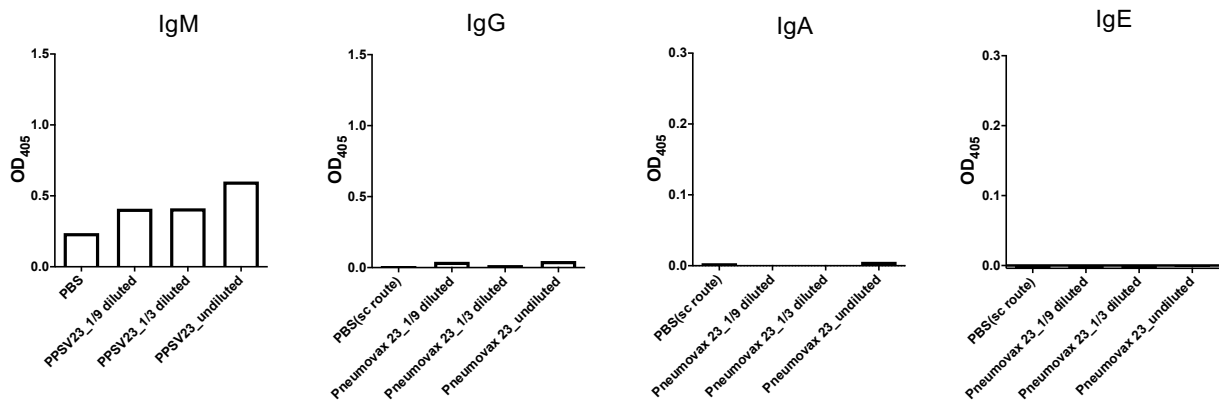 IgM
OD405
1.5
1.0
0.5
0.0
PBS
PPSV23_1/9 diluted
PPSV23_1/3 diluted
PPSV23_undiluted
IgG
OD405
1.5
1.0
0.5
0.0
PBS(sc route)
Pneumovax 23_1/9 diluted
Pneumovax 23_1/3 diluted
Pneumovax 23_undiluted
IgA
OD405
0.3
0.2
0.1
0.0
PBS(sc route)
Pneumovax 23_1/9 diluted
Pneumovax 23_1/3 diluted
Pneumovax 23_undiluted
IgE
OD405
0.3
0.2
0.1
0.0
PBS(sc route)
Pneumovax 23_1/9 diluted
Pneumovax 23_1/3 diluted
Pneumovax 23_undiluted